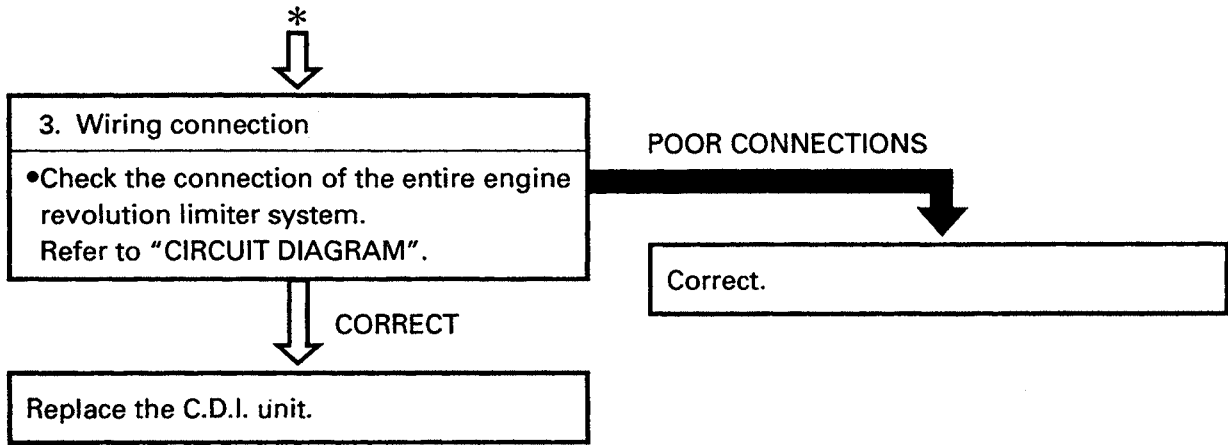 *
3. Wiring connection
•Check the connection of the entire engine
revolution limiter system.
Refer to "CIRCUIT DIAGRAM".
POOR CONNECTIONS
Correct.
CORRECT
Replace the C.D.I. unit.